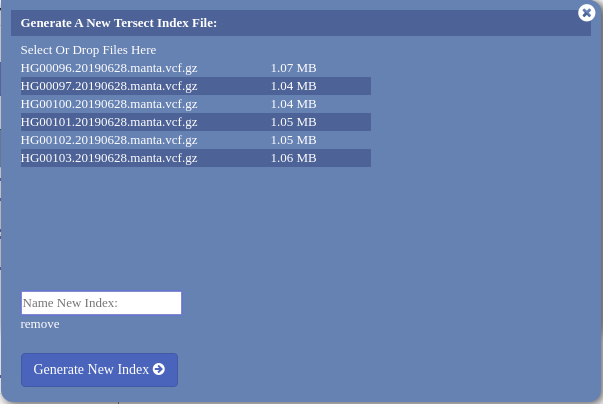 Generate A New Tersect Index File:
Select Or Drop Files Here
HG00096.20190628.manta.vcf.gz 1.07 MB
HG00097.20190628.manta.vcf.gz 1.04 MB
HG00100.20190628.manta.vcf.gz 1.04 MB
HG00101.20190628.manta.vcf.gz 1.05 MB
HG00102.20190628.manta.vcf.gz 1.05 MB
HG00103.20190628.manta.vcf.gz 1.06 MB
Name New Index:
remove
Generate New Index